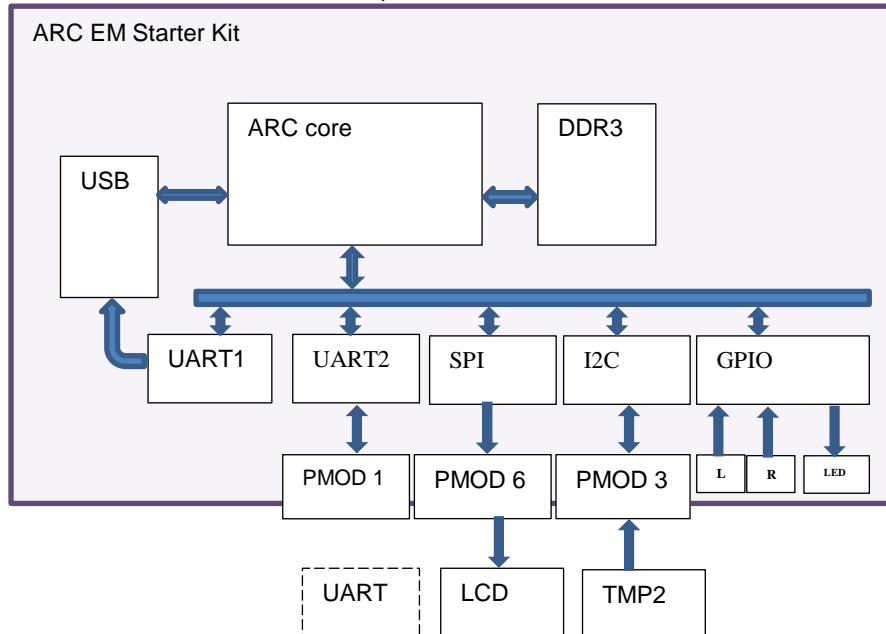 ARC EM Starter Kit
ARC core
DDR3
USB
UART1
UART2
SPI
I2C
GPIO
PMOD 1
PMOD 6
PMOD 3
L
R
LED
UART
LCD
TMP2